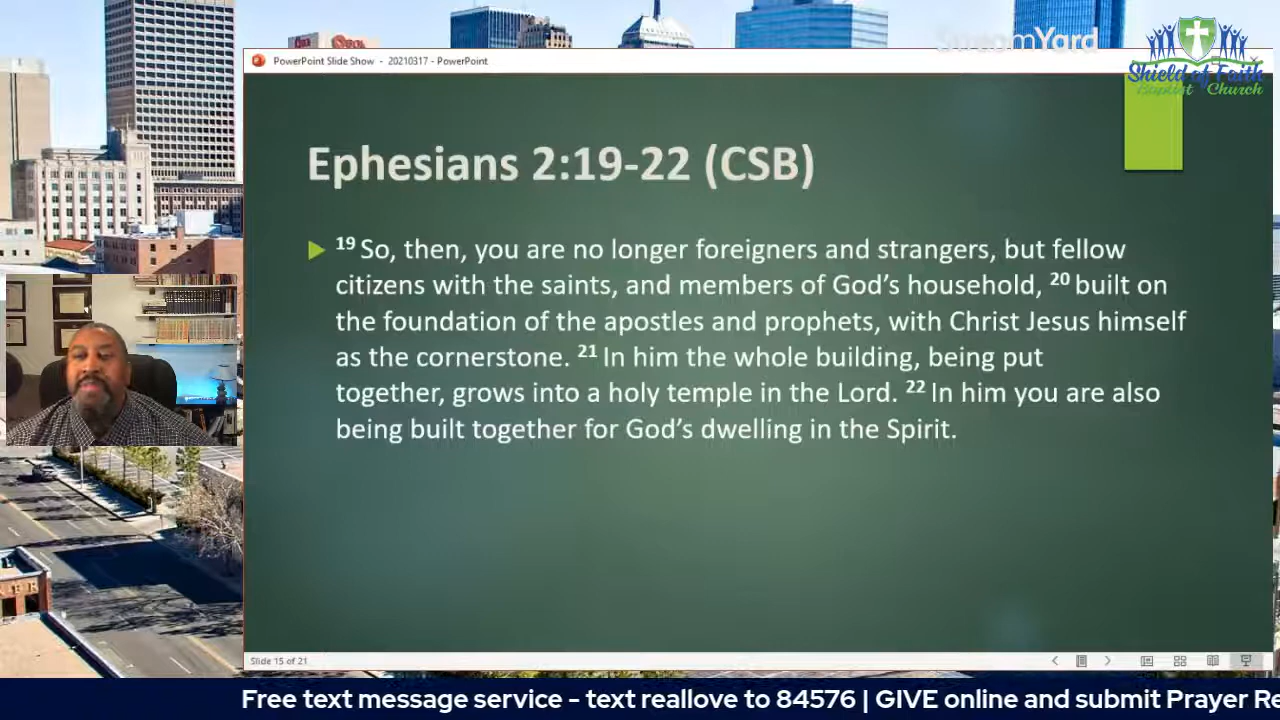 StreamYard
PowerPoint Slide Show - 20210317 - PowerPoint
Shield of Faith
Baptist Church
Ephesians 2:19-22 (CSB)
19 So, then, you are no longer foreigners and strangers, but fellow
citizens with the saints, and members of God’s household, 20 built on
the foundation of the apostles and prophets, with Christ Jesus himself
as the cornerstone. 21 In him the whole building, being put
together, grows into a holy temple in the Lord. 22 In him you are also
being built together for God’s dwelling in the Spirit.
Slide 15 of 21
Free text message service - text reallove to 84576 | GIVE online and submit Prayer Re